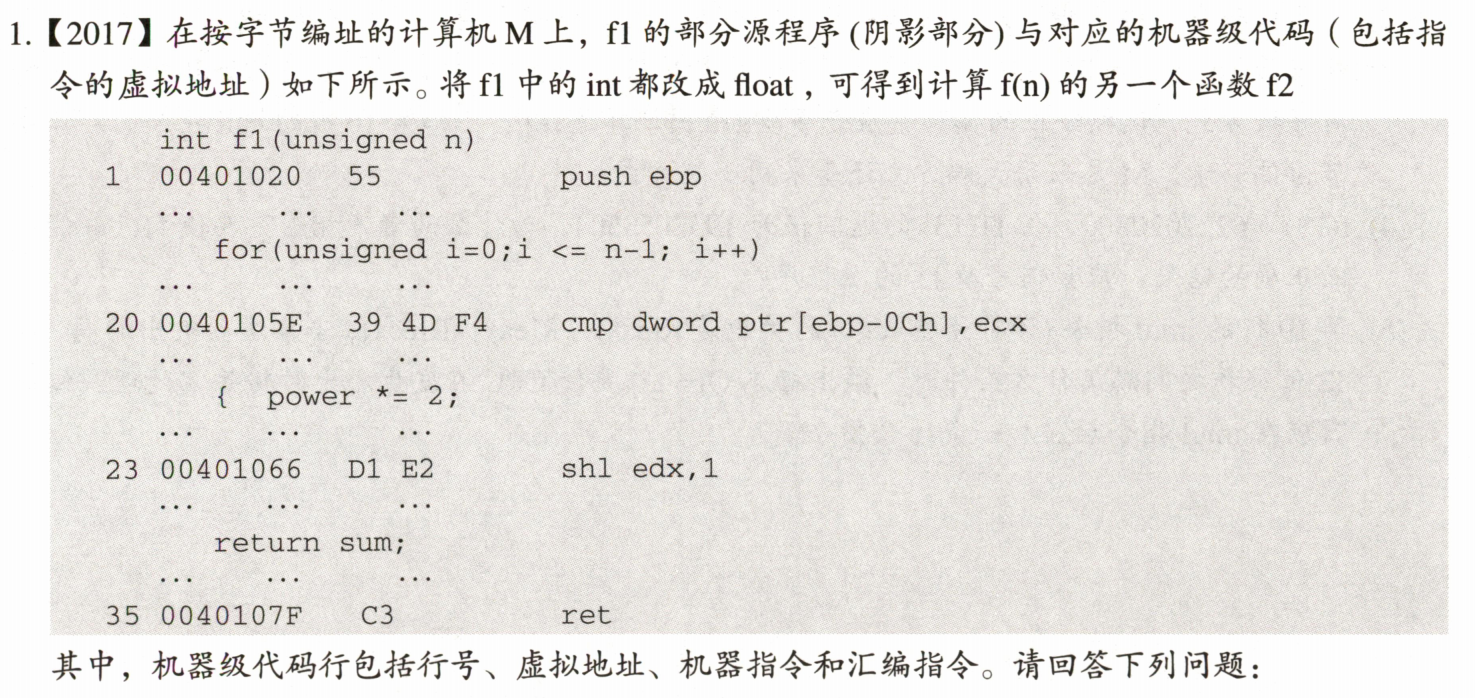 1.【2017】在按字节编址的计算机 M 上，f1 的部分源程序 (阴影部分) 与对应的机器级代码（包括指
令的虚拟地址）如下所示。将 f1 中的 int 都改成 float，可得到计算 f(n) 的另一个函数 f2
int f1(unsigned n)
1 00401020 55 push ebp
... ... ...
for(unsigned i=0;i <= n-1; i++)
... ... ...
20 0040105E 39 4D F4 cmp dword ptr[ebp-0Ch],ecx
... ... ...
{ power *= 2;
... ... ...
23 00401066 D1 E2 shl edx,1
... ... ...
return sum;
... ... ...
35 0040107F C3 ret
其中，机器级代码行包括行号、虚拟地址、机器指令和汇编指令。请回答下列问题：